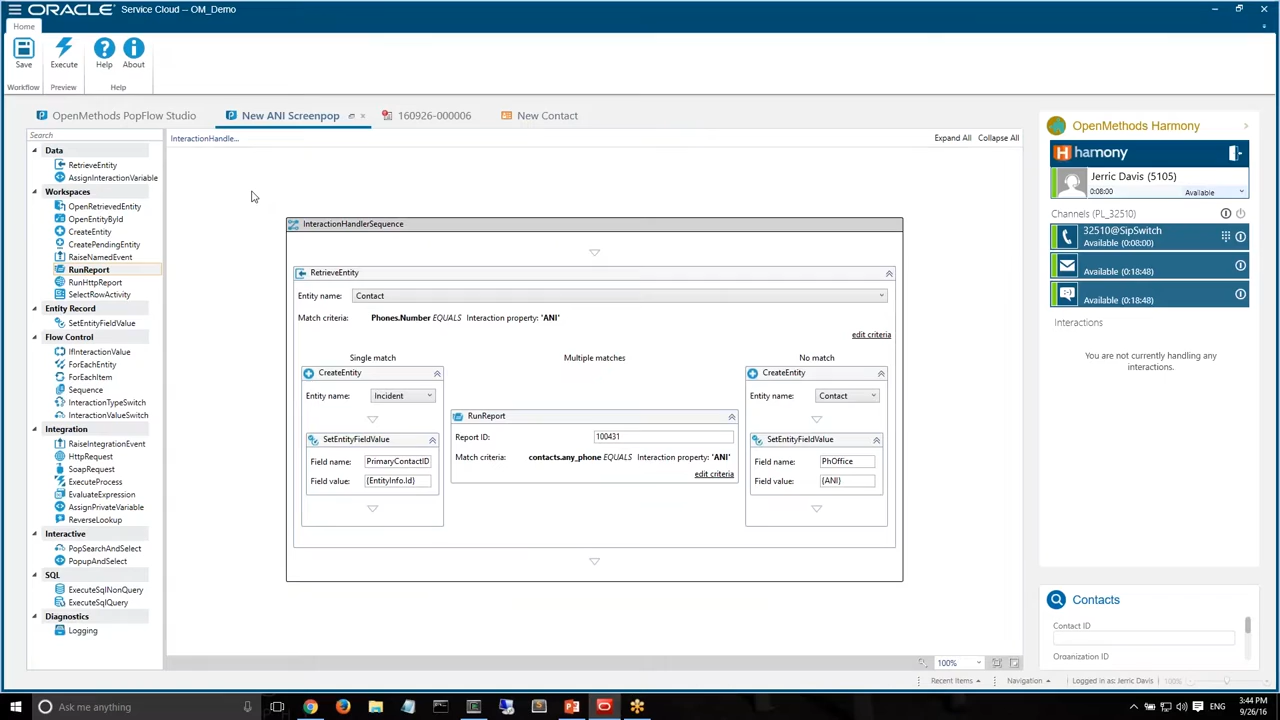 ORACLE Service Cloud -- OM_Demo
Home
Save
Execute
Help
About
Workflow
Preview
Help
OpenMethods PopFlow Studio
New ANI Screenpop
160926-000006
New Contact
Search
Data
RetrieveEntity
AssignInteractionVariable
Workspaces
OpenRetrievedEntity
OpenEntityById
CreateEntity
CreatePendingEntity
RaiseNamedEvent
RunReport
RunHttpReport
SelectRowActivity
Entity Record
SetEntityFieldValue
Flow Control
IfInteractionValue
ForEachEntity
ForEachItem
Sequence
InteractionTypeSwitch
InteractionValueSwitch
Integration
RaiseIntegrationEvent
HttpRequest
SoapRequest
ExecuteProcess
EvaluateExpression
AssignPrivateVariable
ReverseLookup
Interactive
PopSearchAndSelect
PopupAndSelect
SQL
ExecuteSqlNonQuery
ExecuteSqlQuery
Diagnostics
Logging
InteractionHandle...
Expand All Collapse All
InteractionHandlerSequence
RetrieveEntity
Entity name: Contact
Match criteria: Phones.Number EQUALS Interaction property: 'ANI'
edit criteria
Single match
Multiple matches
No match
CreateEntity
Entity name: Incident
SetEntityFieldValue
Field name: PrimaryContactID
Field value: {EntityInfo.Id}
RunReport
Report ID: 100431
Match criteria: contacts.any_phone EQUALS Interaction property: 'ANI'
edit criteria
CreateEntity
Entity name: Contact
SetEntityFieldValue
Field name: PhOffice
Field value: {ANI}
100%
OpenMethods Harmony
harmony
Jerric Davis (5105)
0:08:00 Available
Channels (PL_32510)
32510@SipSwitch
Available (0:08:00)
Available (0:18:48)
Available (0:18:48)
Interactions
You are not currently handling any
interactions.
Contacts
Contact ID
Organization ID
Recent Items
Navigation
Logged in as: Jerric Davis
100%
Ask me anything
ENG
3:44 PM
9/26/16